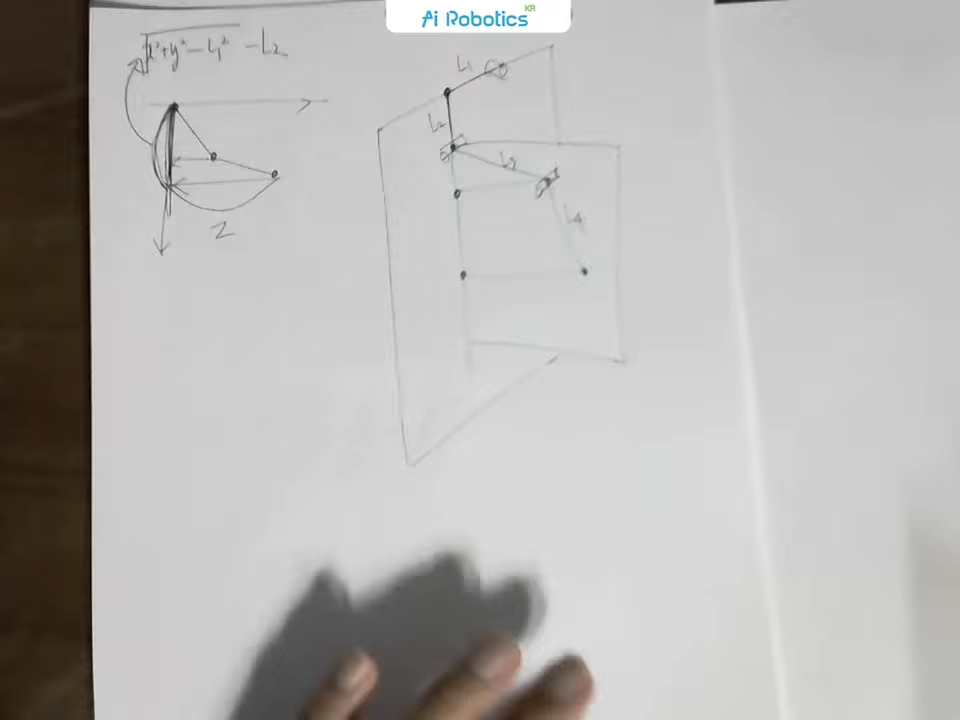 Ai Robotics KR
√x²+y²-L₁² -L₂
L₁
L₂
L₃
L₄
Z